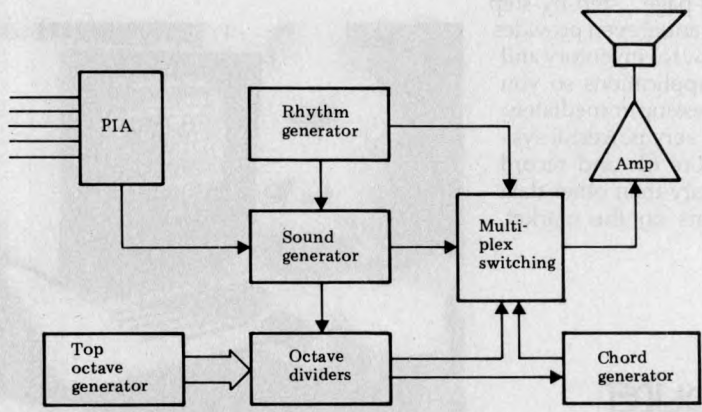 PIA
Rhythm
generator
Amp
Sound
generator
Multi-
plex
switching
Top
octave
generator
Octave
dividers
Chord
generator